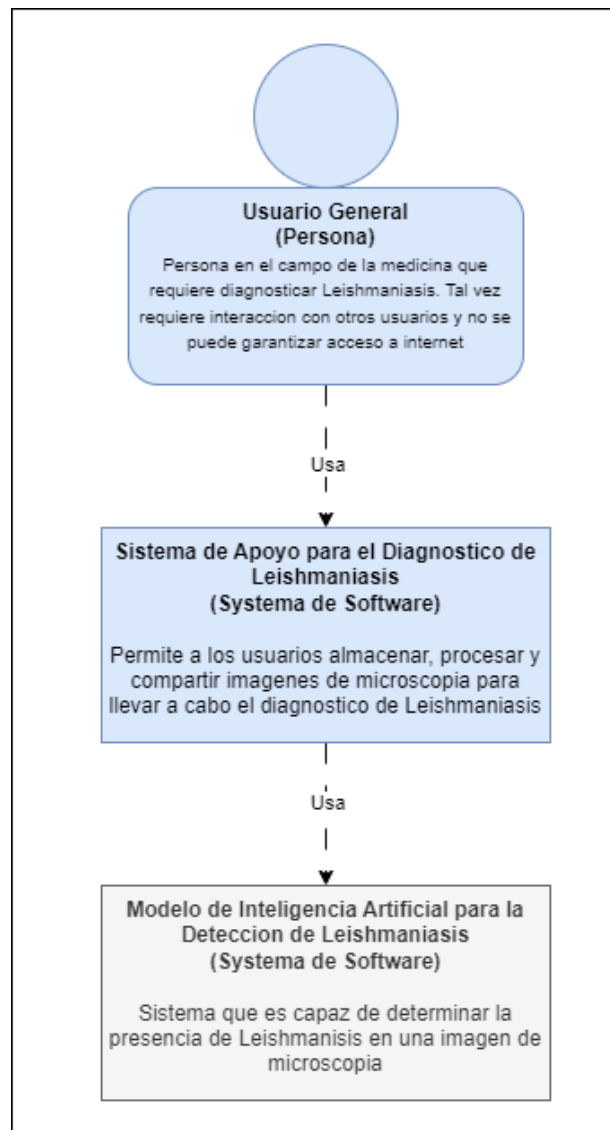 Usuario General
(Persona)
Persona en el campo de la medicina que
requiere diagnosticar Leishmaniasis. Tal vez
requiere interaccion con otros usuarios y no se
puede garantizar acceso a internet
Usa
Sistema de Apoyo para el Diagnostico de
Leishmaniasis
(Systema de Software)
Permite a los usuarios almacenar, procesar y
compartir imagenes de microscopia para
llevar a cabo el diagnostico de Leishmaniasis
Usa
Modelo de Inteligencia Artificial para la
Deteccion de Leishmaniasis
(Systema de Software)
Sistema que es capaz de determinar la
presencia de Leishmanisis en una imagen de
microscopia